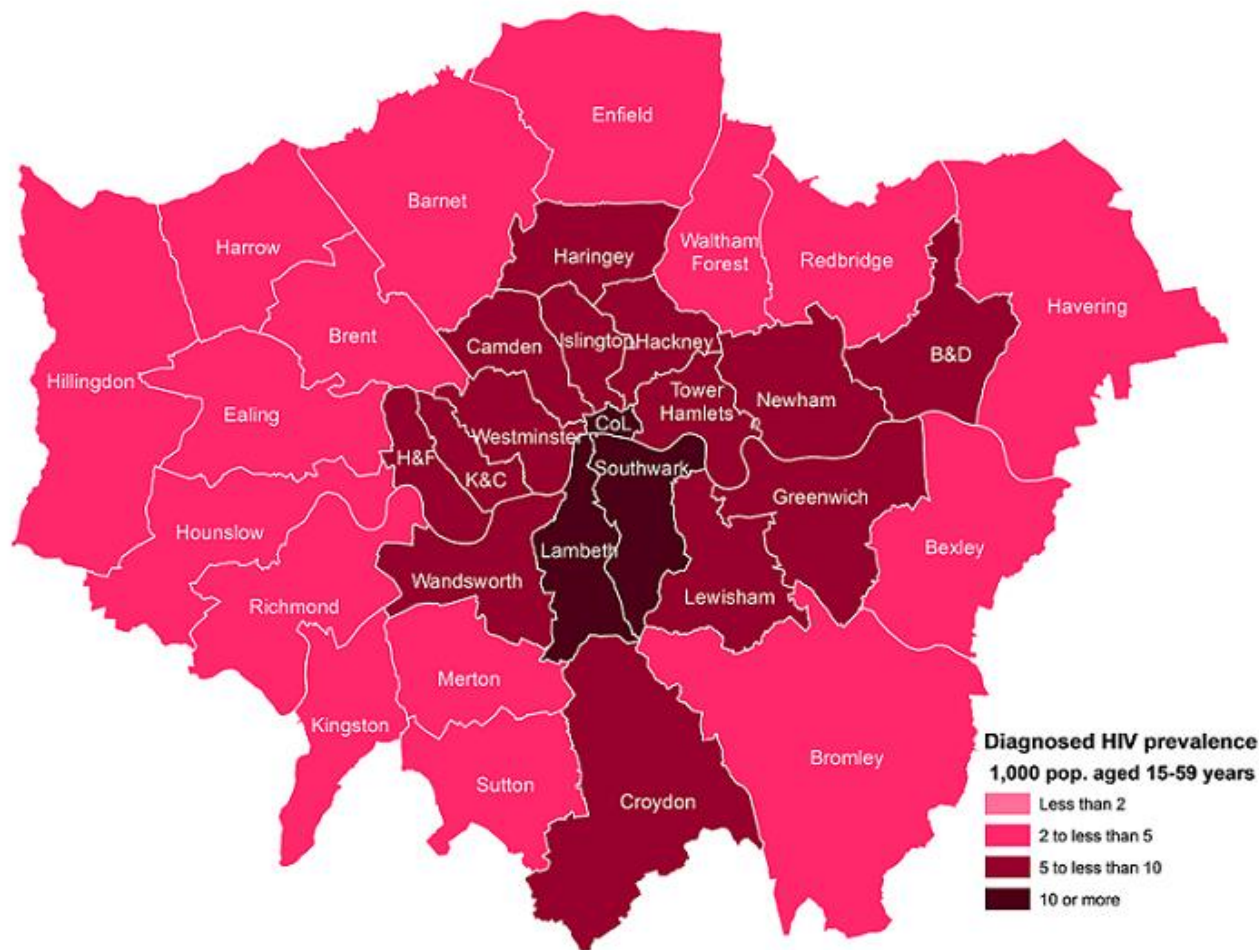 Enfield
Barnet
Harrow
Haringey
Waltham
Forest
Redbridge
Havering
Brent
Hillingdon
Camden
Islington
Hackney
B&D
Ealing
Tower
Hamlets
Newham
Westminster
CoL
H&F
K&C
Southwark
Greenwich
Hounslow
Lambeth
Bexley
Wandsworth
Lewisham
Richmond
Merton
Kingston
Sutton
Croydon
Bromley
Diagnosed HIV prevalence
1,000 pop. aged 15-59 years
Less than 2
2 to less than 5
5 to less than 10
10 or more